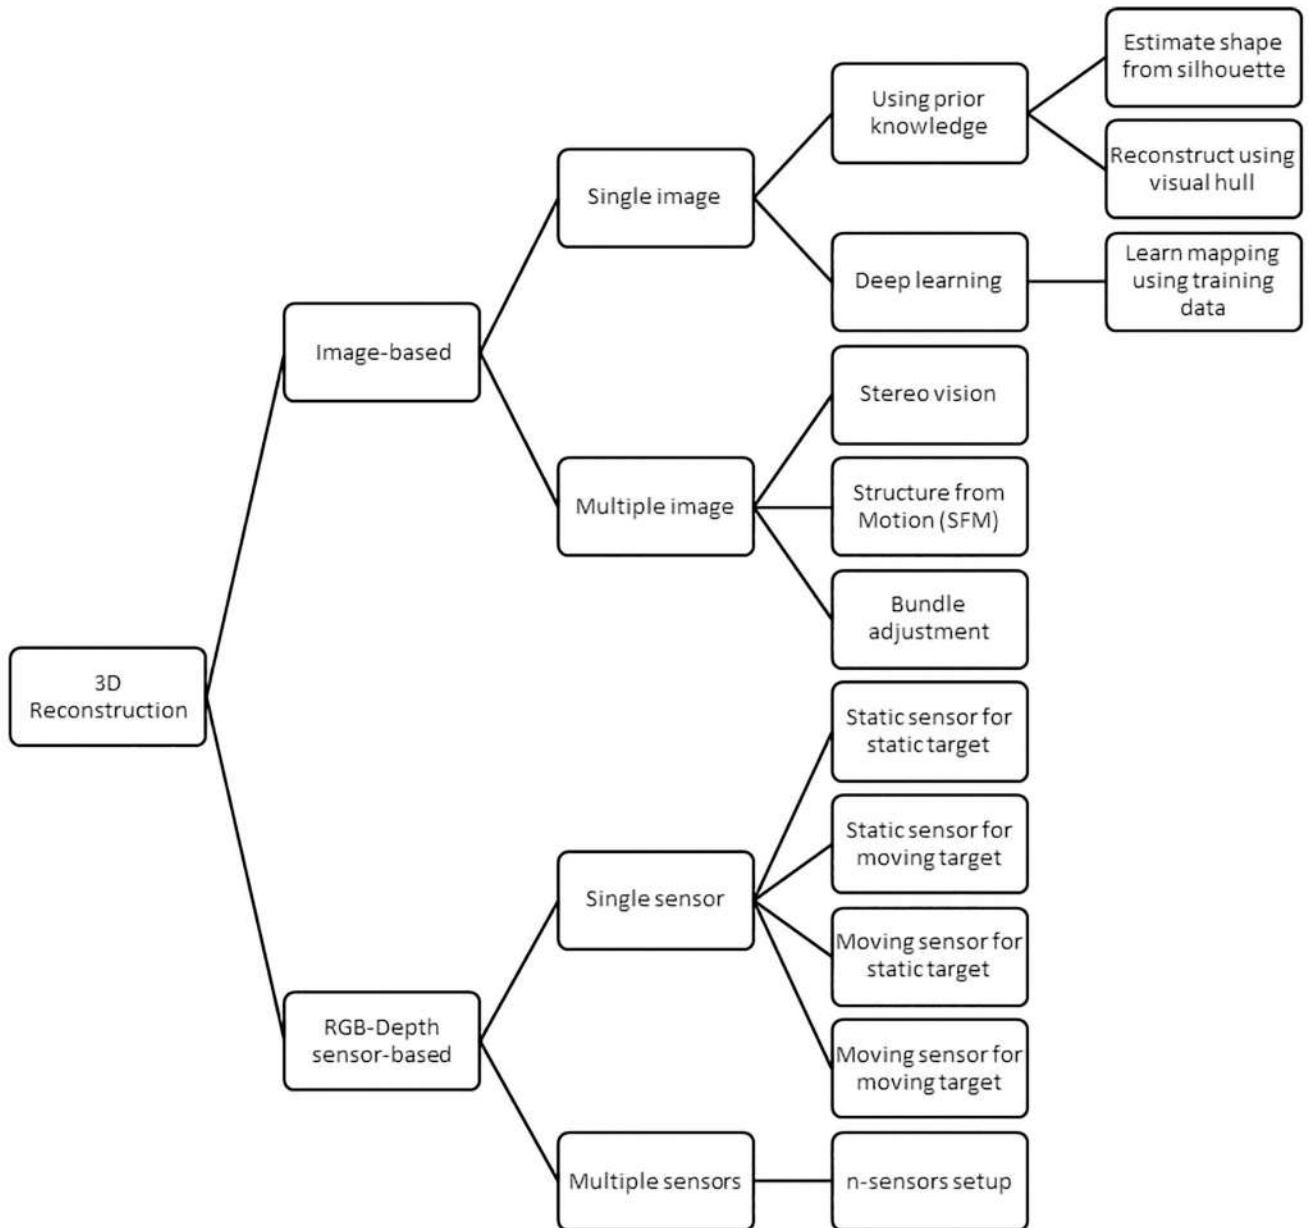 Estimate shape
from silhouette
Using prior
knowledge
Reconstruct using
visual hull
Single image
Deep learning
Learn mapping
using training
data
Image-based
Stereo vision
Multiple image
Structure from
Motion (SFM)
Bundle
adjustment
3D
Reconstruction
Static sensor for
static target
Static sensor for
moving target
Single sensor
Moving sensor for
static target
RGB-Depth
sensor-based
Moving sensor for
moving target
Multiple sensors
n-sensors setup